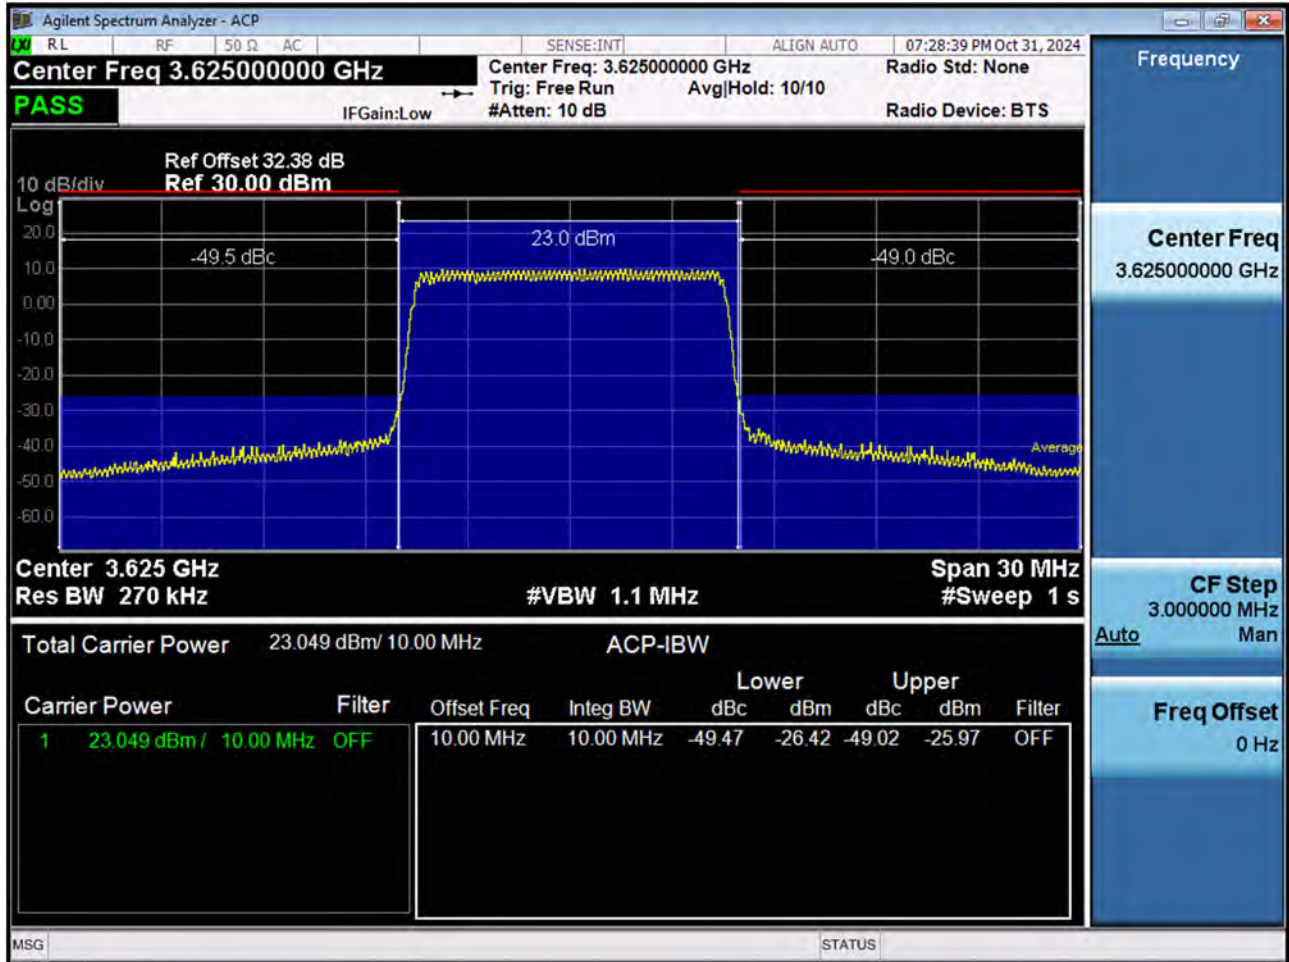 Agilent Spectrum Analyzer - ACP
LXI RL RF 50 Ω AC SENSE:INT ALIGN AUTO 07:28:39 PM Oct 31, 2024
Center Freq 3.625000000 GHz
Center Freq: 3.625000000 GHz Radio Std: None
Trig: Free Run Avg|Hold: 10/10
PASS
IFGain:Low #Atten: 10 dB Radio Device: BTS
Ref Offset 32.38 dB
10 dB/div Ref 30.00 dBm
Log
20.0
10.0
0.00
-10.0
-20.0
-30.0
-40.0
-50.0
-60.0
-49.5 dBc
23.0 dBm
-49.0 dBc
Average
Center 3.625 GHz Span 30 MHz
Res BW 270 kHz #VBW 1.1 MHz #Sweep 1 s
Total Carrier Power 23.049 dBm/ 10.00 MHz ACP-IBW
Lower Upper
Carrier Power Filter Offset Freq Integ BW dBc dBm dBc dBm Filter
1 23.049 dBm / 10.00 MHz OFF 10.00 MHz 10.00 MHz -49.47 -26.42 -49.02 -25.97 OFF
MSG STATUS
Frequency
Center Freq
3.625000000 GHz
CF Step
3.000000 MHz
Auto Man
Freq Offset
0 Hz